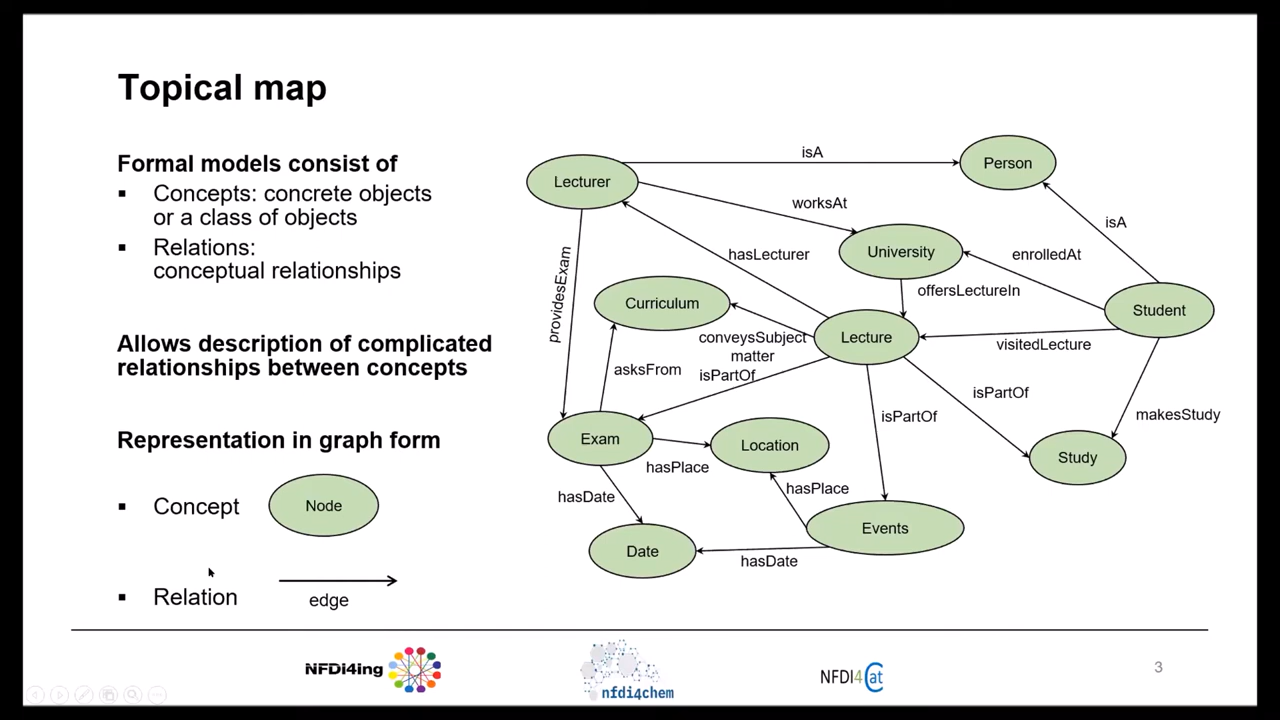 Topical map
Formal models consist of
▪ Concepts: concrete objects
or a class of objects
▪ Relations:
conceptual relationships
Allows description of complicated
relationships between concepts
Representation in graph form
▪ Concept
Node
▪ Relation
edge
isA
Person
Lecturer
worksAt
isA
hasLecturer
University
enrolledAt
providesExam
offersLectureIn
Curriculum
Student
Lecture
conveysSubject
matter
visitedLecture
asksFrom
isPartOf
isPartOf
isPartOf
makesStudy
Exam
Location
Study
hasPlace
hasPlace
hasDate
Events
Date
hasDate
NFDI4ing
nfdi4chem
NFDI4Cat
3